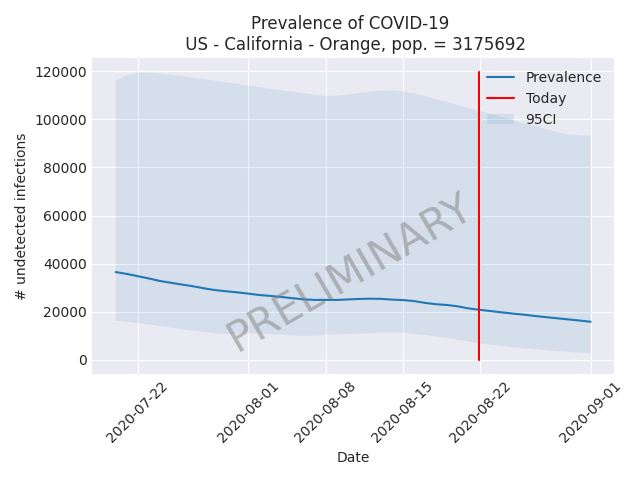 Prevalence of COVID-19
US - California - Orange, pop. = 3175692
120000
100000
80000
60000
40000
20000
0
# undetected infections
Prevalence
Today
95CI
PRELIMINARY
2020-07-22
2020-08-01
2020-08-08
2020-08-15
2020-08-22
2020-09-01
Date